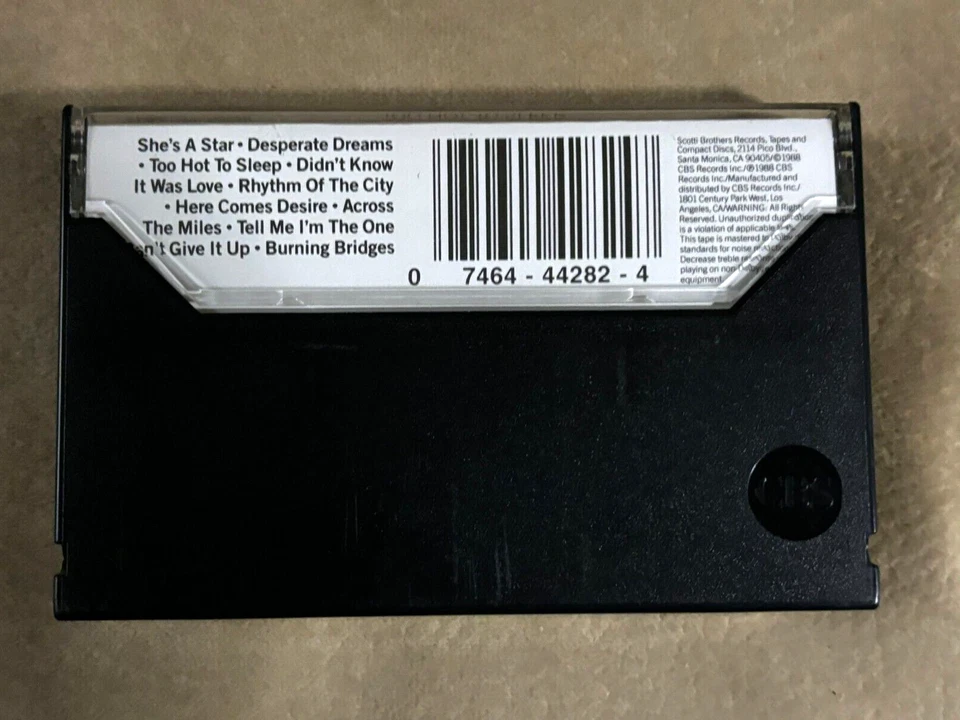 She's A Star • Desperate Dreams
• Too Hot To Sleep • Didn't Know
It Was Love • Rhythm Of The City
• Here Comes Desire • Across
The Miles • Tell Me I'm The One
Give It Up • Burning Bridges
0 7464 - 44282 - 4
Scotti Brothers Records, Tapes and
Compact Discs, 2114 Pico Blvd.,
Santa Monica, CA 90405/©1988
CBS Records Inc./℗1988 CBS
Records Inc./Manufactured and
distributed by CBS Records Inc./
1801 Century Park West, Los
Angeles, CA/WARNING: All Rights
Reserved. Unauthorized duplication
is a violation of applicable
This tape is mastered to
standards for noise
Decrease treble
playing on non-Dolby
equipment.
CBS